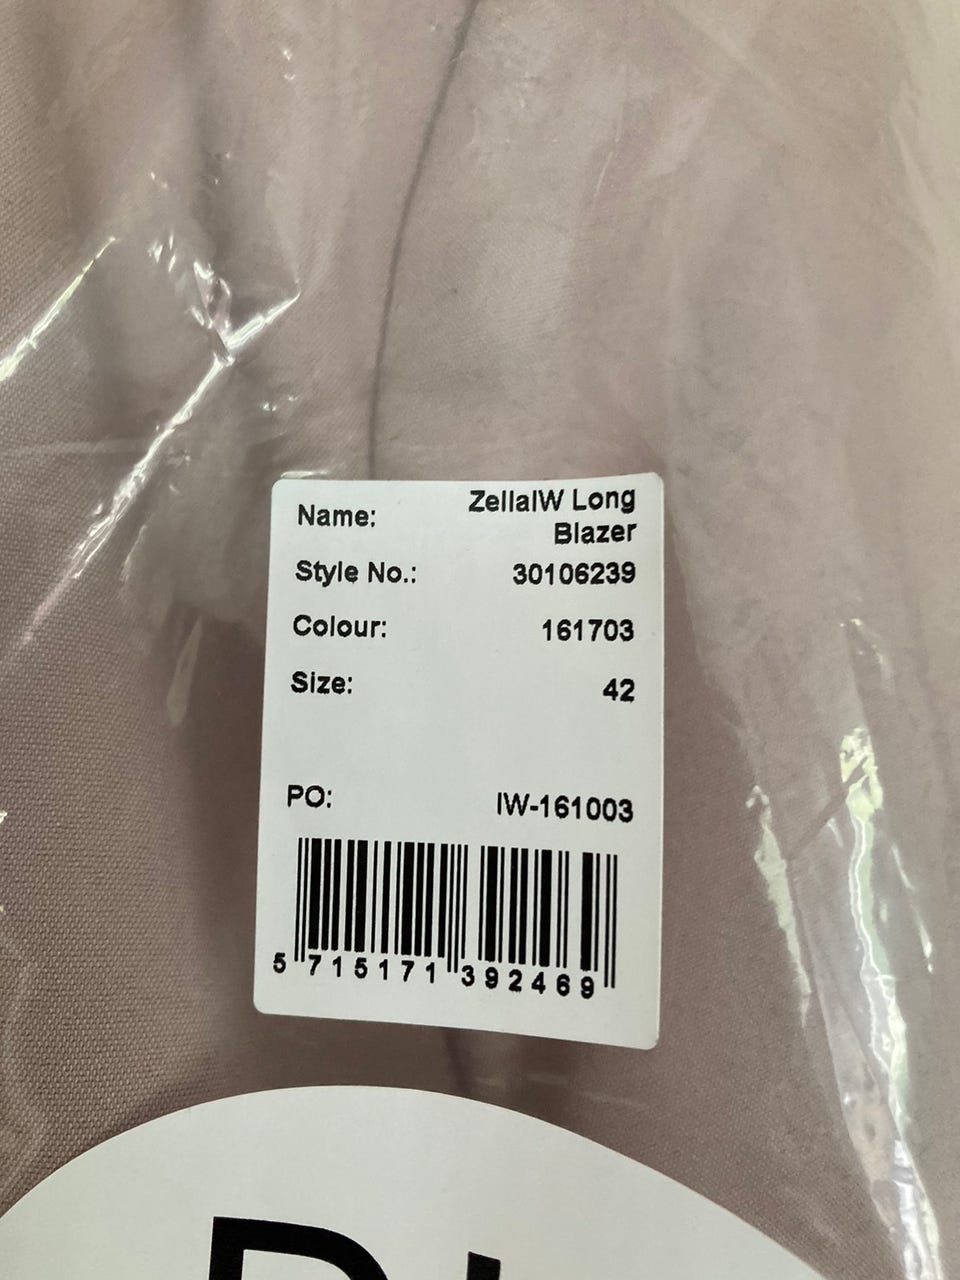 Name: ZellaIW Long
Blazer
Style No.: 30106239
Colour: 161703
Size: 42
PO: IW-161003
5 715171 392469